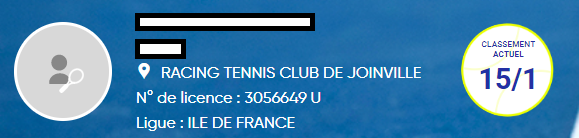 RACING TENNIS CLUB DE JOINVILLE
N° de licence : 3056649 U
Ligue : ILE DE FRANCE
CLASSEMENT
ACTUEL
15/1